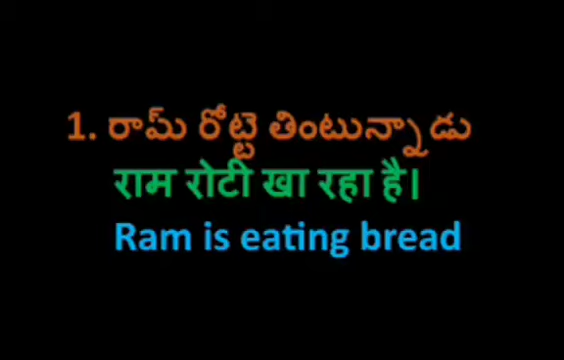 1. రామ్ రోట్టె తింటున్నాడు
राम रोटी खा रहा है।
Ram is eating bread